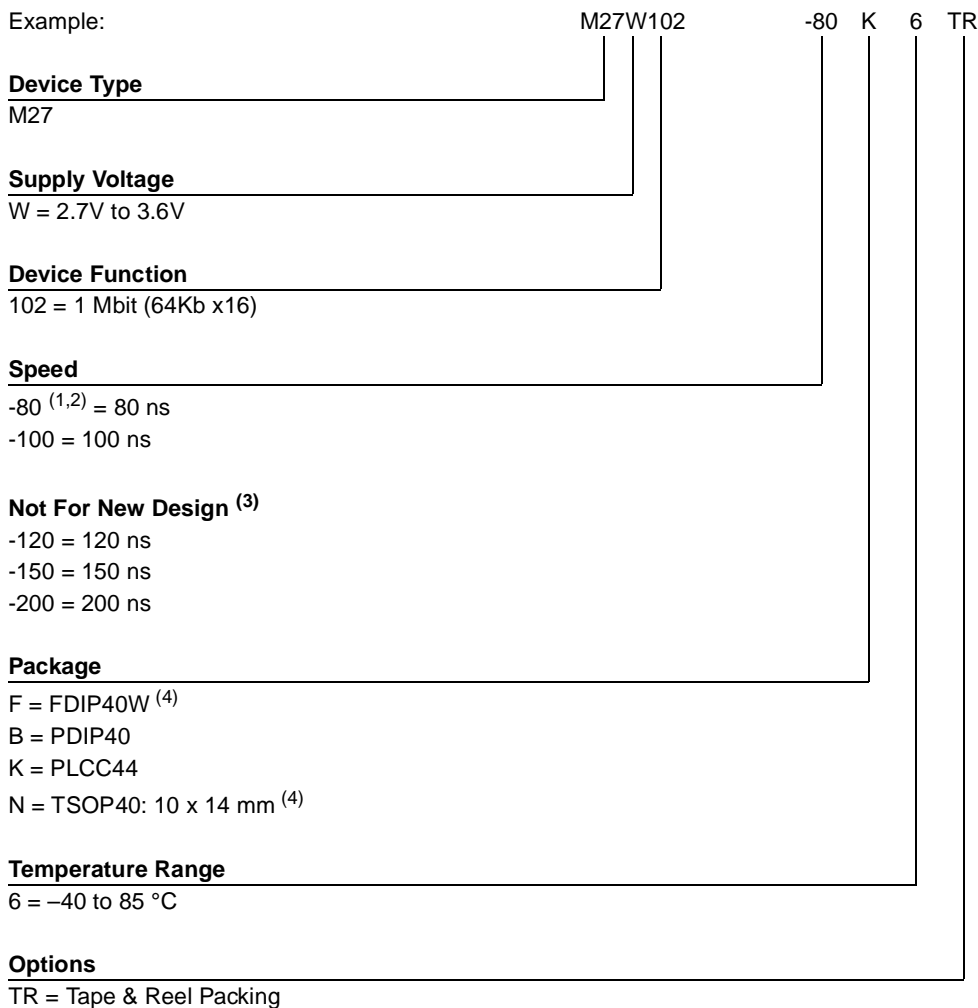 Example: M27W102 -80 K 6 TR
Device Type
M27
Supply Voltage
W = 2.7V to 3.6V
Device Function
102 = 1 Mbit (64Kb x16)
Speed
-80 (1,2) = 80 ns
-100 = 100 ns
Not For New Design (3)
-120 = 120 ns
-150 = 150 ns
-200 = 200 ns
Package
F = FDIP40W (4)
B = PDIP40
K = PLCC44
N = TSOP40: 10 x 14 mm (4)
Temperature Range
6 = –40 to 85 °C
Options
TR = Tape & Reel Packing